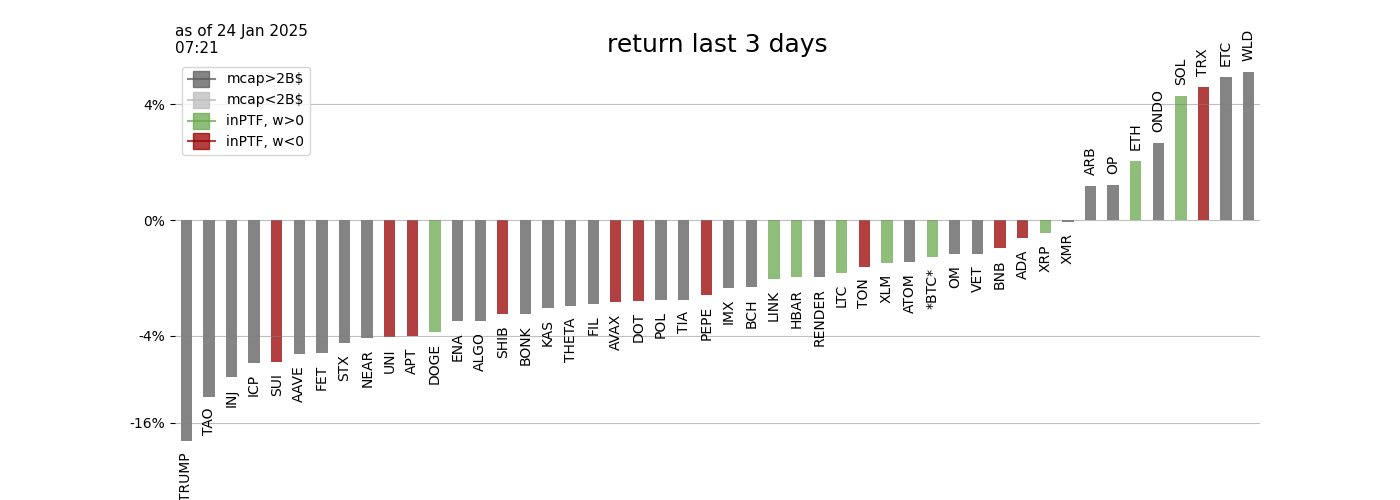 as of 24 Jan 2025
07:21
return last 3 days
mcap>2B$
mcap<2B$
inPTF, w>0
inPTF, w<0
4%
0%
-4%
-16%
TRUMP
TAO
INJ
ICP
SUI
AAVE
FET
STX
NEAR
UNI
APT
DOGE
ENA
ALGO
SHIB
BONK
KAS
THETA
FIL
AVAX
DOT
POL
TIA
PEPE
IMX
BCH
LINK
HBAR
RENDER
LTC
TON
XLM
ATOM
*BTC*
OM
VET
BNB
ADA
XRP
XMR
ARB
OP
ETH
ONDO
SOL
TRX
ETC
WLD